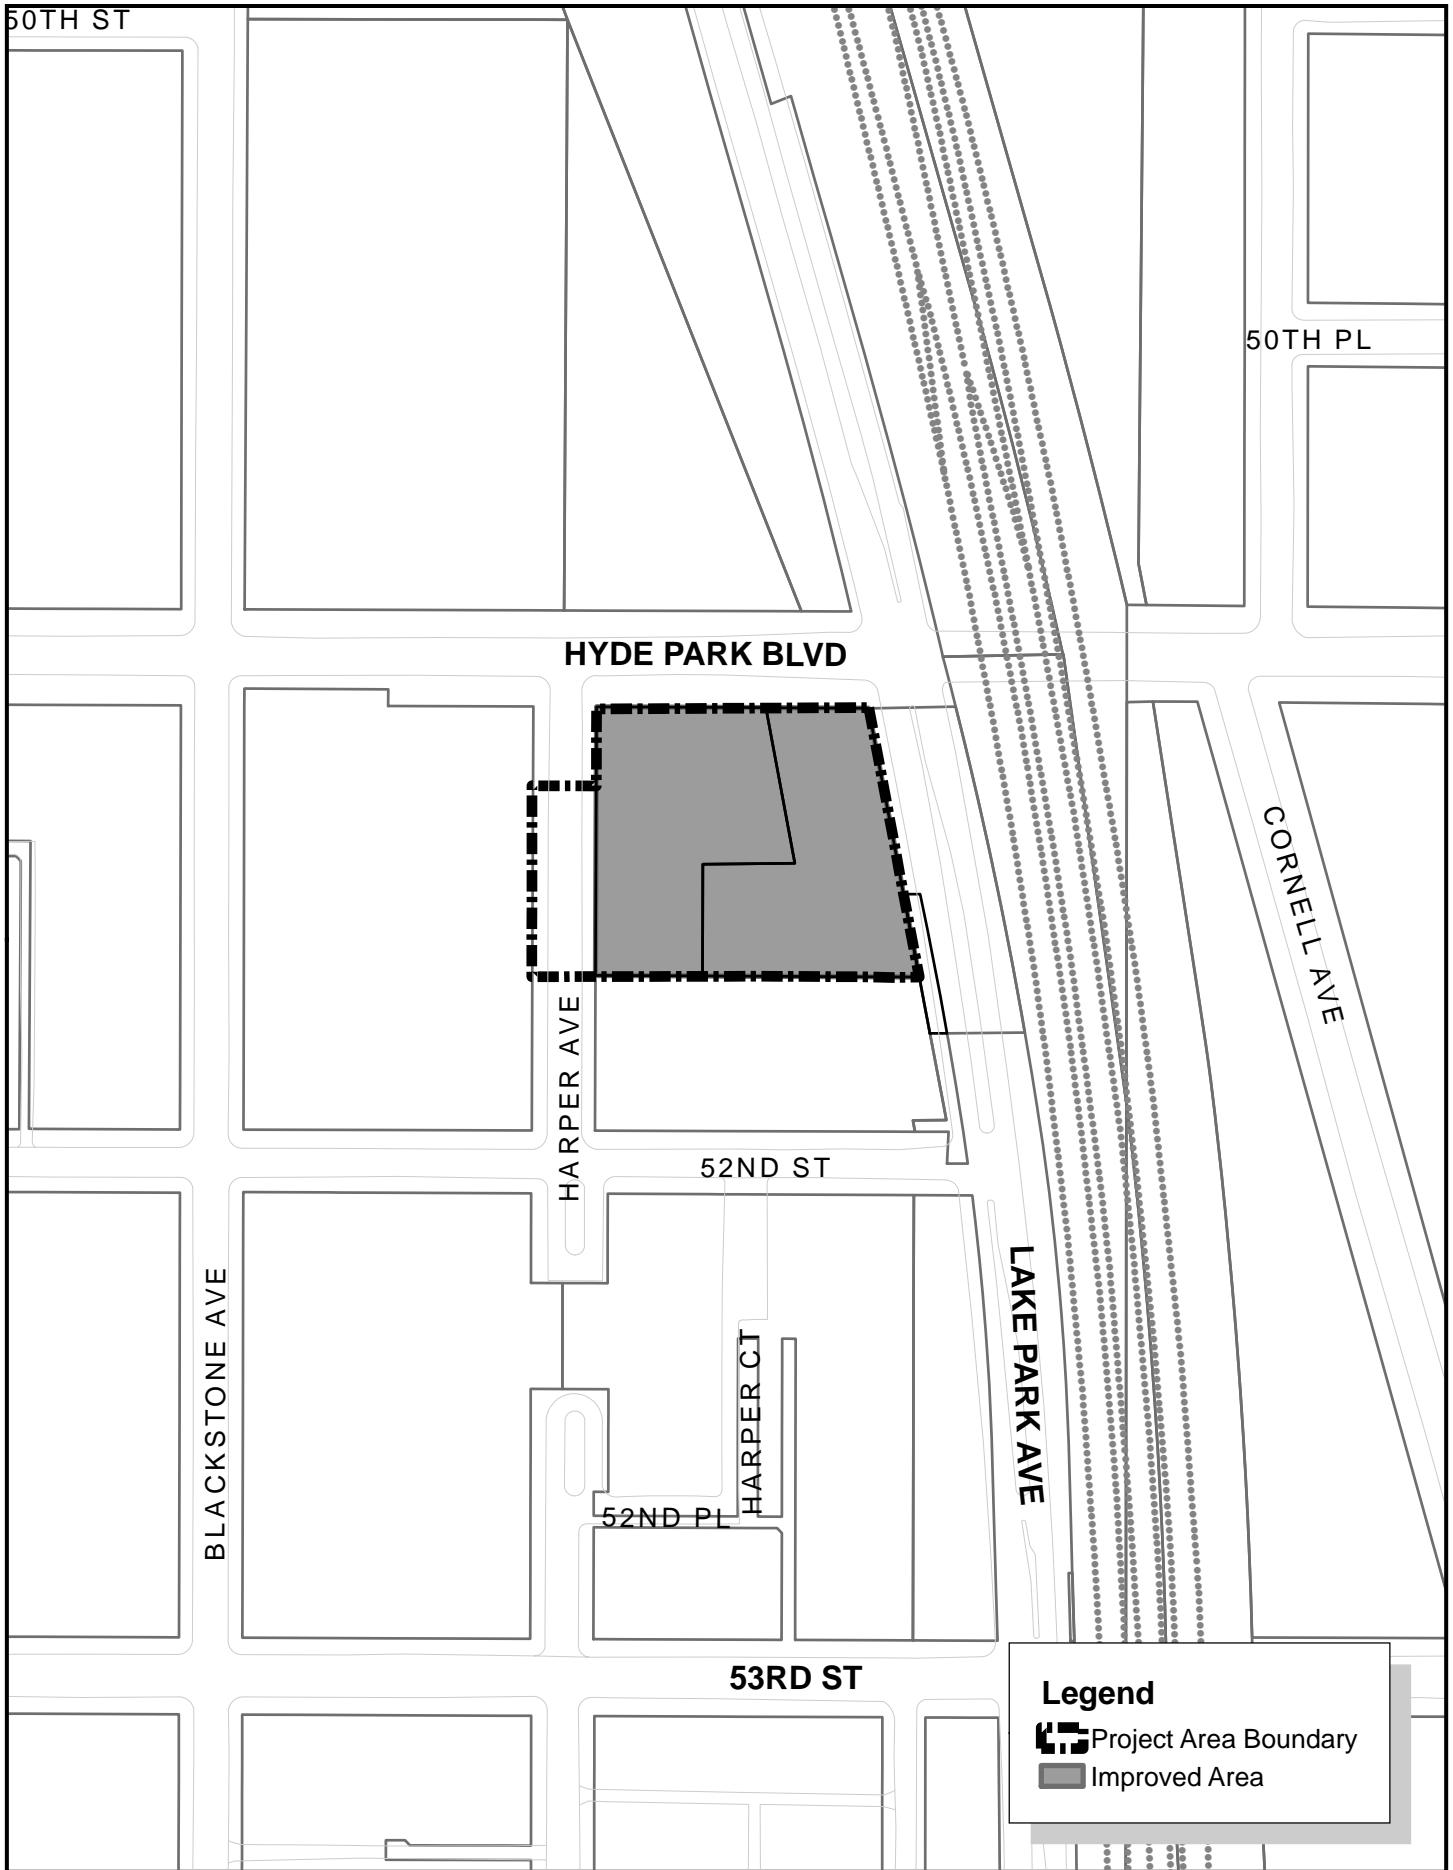 50TH ST
50TH PL
HYDE PARK BLVD
CORNELL AVE
HARPER AVE
52ND ST
LAKE PARK AVE
BLACKSTONE AVE
HARPER CT
52ND PL
53RD ST
Legend
Project Area Boundary
Improved Area